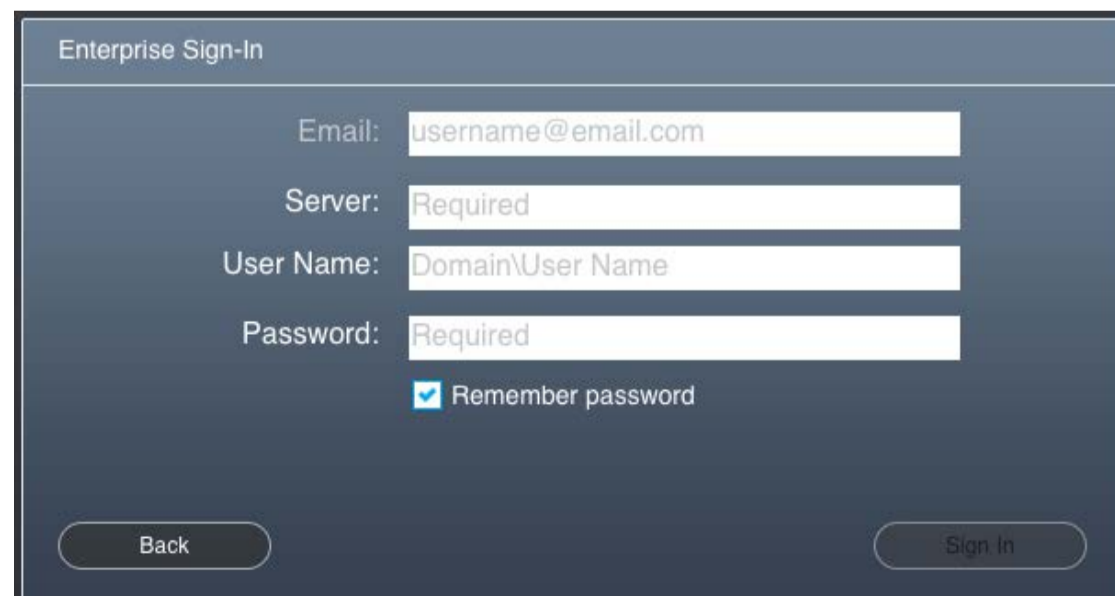 Enterprise Sign-In
Email: username@email.com
Server: Required
User Name: Domain\User Name
Password: Required
Remember password
Back Sign In